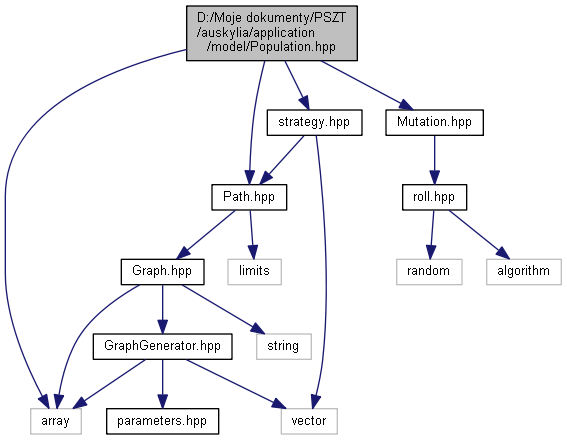 D:/Moje dokumenty/PSZT
/auskylia/application
/model/Population.hpp
strategy.hpp
Mutation.hpp
Path.hpp
roll.hpp
Graph.hpp
limits
random
algorithm
GraphGenerator.hpp
string
array
parameters.hpp
vector